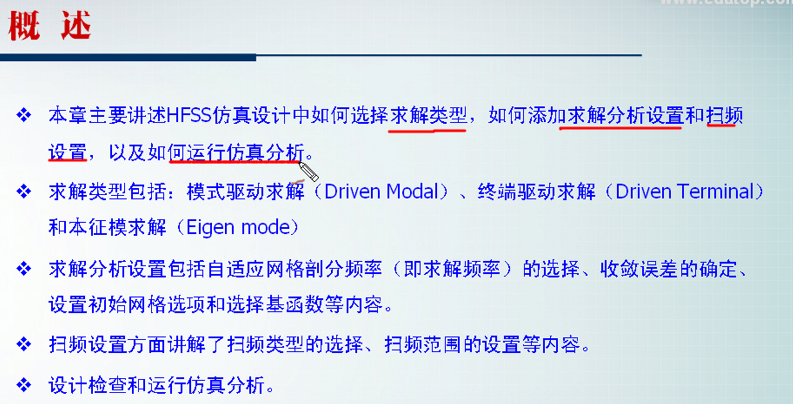 www.edatop.com
概 述
❖ 本章主要讲述HFSS仿真设计中如何选择求解类型，如何添加求解分析设置和扫频
设置，以及如何运行仿真分析。
❖ 求解类型包括：模式驱动求解（Driven Modal）、终端驱动求解（Driven Terminal）
和本征模求解（Eigen mode）
❖ 求解分析设置包括自适应网格剖分频率（即求解频率）的选择、收敛误差的确定、
设置初始网格选项和选择基函数等内容。
❖ 扫频设置方面讲解了扫频类型的选择、扫频范围的设置等内容。
❖ 设计检查和运行仿真分析。